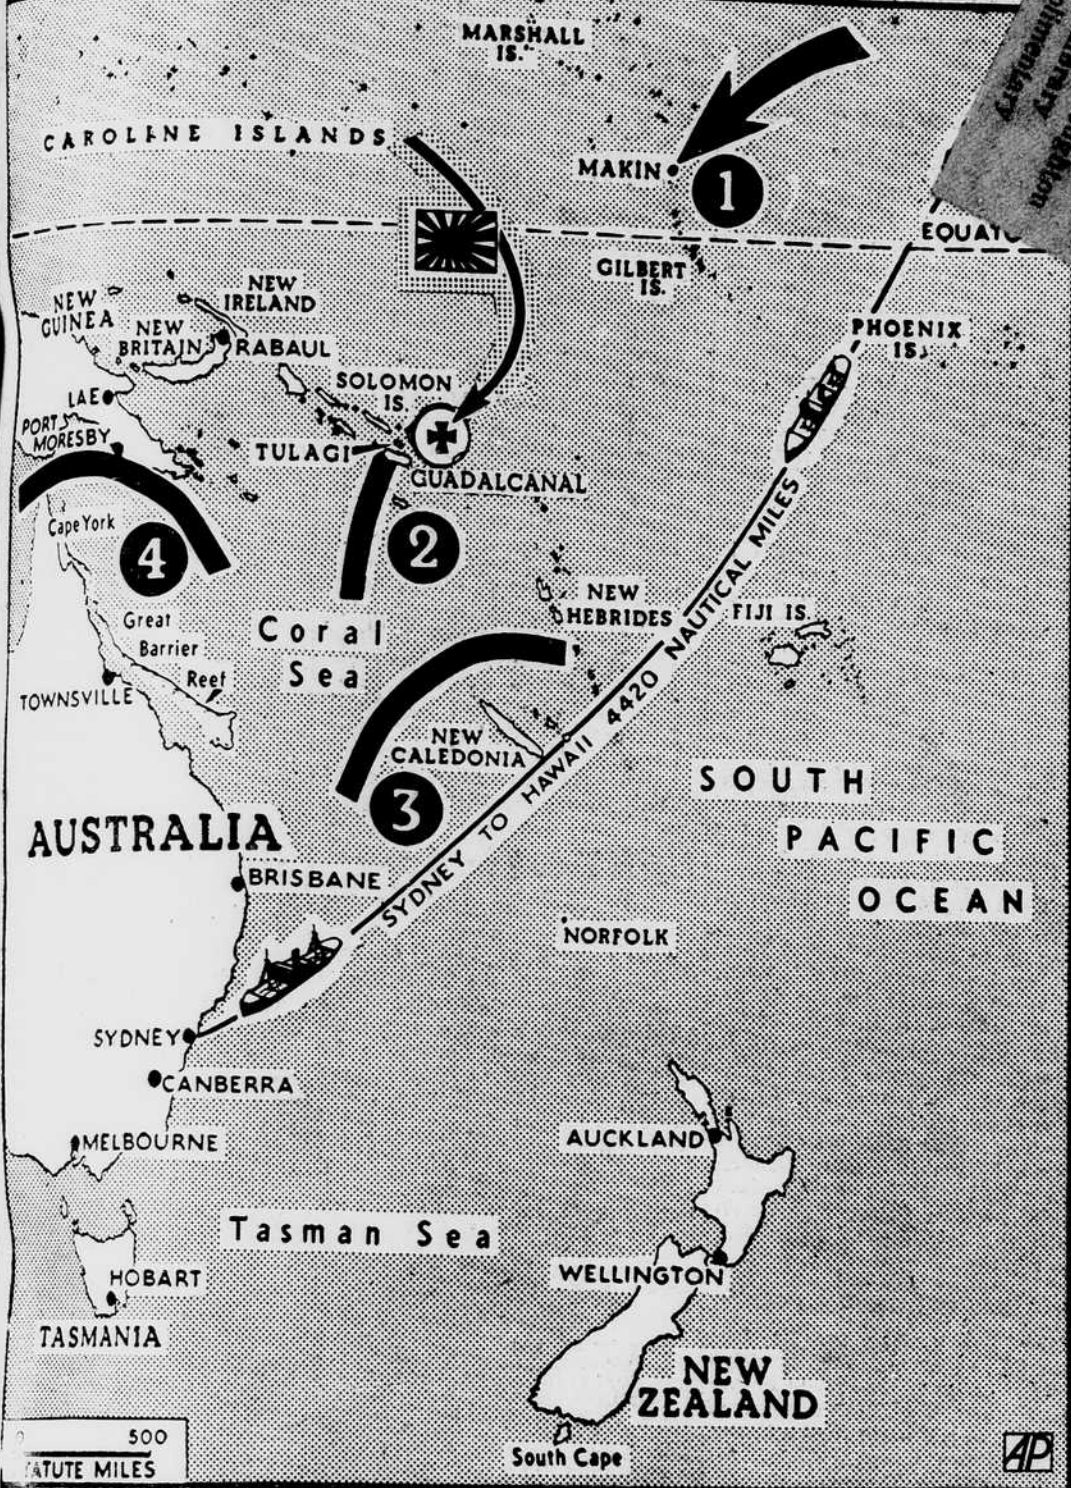 MARSHALL
IS.
CAROLINE ISLANDS
MAKIN
1
EQUATO
GILBERT
IS.
NEW
IRELAND
NEW
GUINEA
NEW
BRITAIN
RABAUL
PHOENIX
IS.
SOLOMON
IS.
LAE
PORT
MORESBY
TULAGI
GUADALCANAL
Cape York
4
2
NEW
HEBRIDES
FIJI IS.
Great
Barrier
Reef
Coral
Sea
TOWNSVILLE
NEW
CALEDONIA
3
SYDNEY TO HAWAII 4420 NAUTICAL MILES
SOUTH
PACIFIC
OCEAN
AUSTRALIA
BRISBANE
NORFOLK
SYDNEY
CANBERRA
MELBOURNE
AUCKLAND
Tasman Sea
WELLINGTON
HOBART
TASMANIA
NEW
ZEALAND
South Cape
500
TATUTE MILES
AP